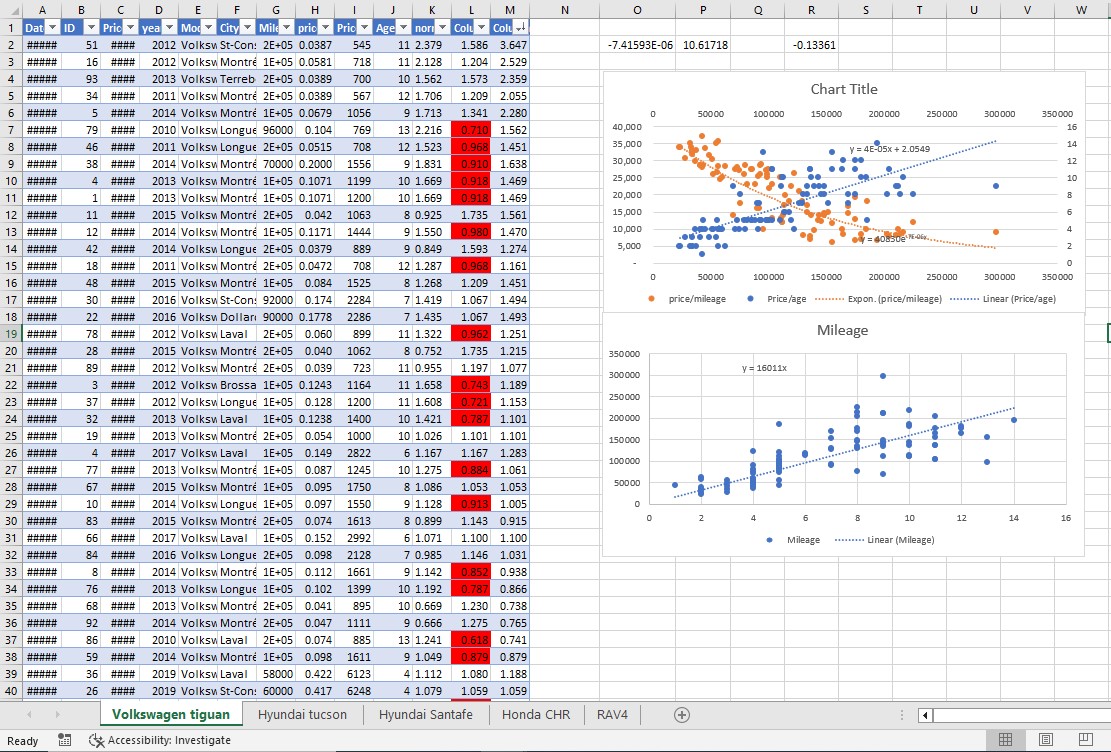 A B C D E F G H I J K L M N O P Q R S T U V W
1 Dat ID Pric yea Mod City Mile price Pric Age norr Colu Colu
2 ##### 51 #### 2012 Volksw St-Cons 2E+05 0.0387 545 11 2.379 1.586 3.647 -7.41593E-06 10.61718 -0.13361
3 ##### 16 #### 2012 Volksw Montré 1E+05 0.0581 718 11 2.128 1.204 2.529
4 ##### 93 #### 2013 Volksw Terreb 2E+05 0.0389 700 10 1.562 1.573 2.359
5 ##### 34 #### 2011 Volksw Montré 2E+05 0.0389 567 12 1.706 1.209 2.055
6 ##### 5 #### 2014 Volksw Montré 2E+05 0.0679 1056 9 1.713 1.341 2.280
7 ##### 79 #### 2010 Volksw Longue 96000 0.104 769 13 2.216 0.710 1.562
8 ##### 46 #### 2011 Volksw Longue 2E+05 0.0515 708 12 1.523 0.968 1.451
9 ##### 38 #### 2014 Volksw Montré 70000 0.2000 1556 9 1.831 0.910 1.638
10 ##### 4 #### 2013 Volksw Montré 1E+05 0.1071 1199 10 1.669 0.918 1.469
11 ##### 1 #### 2013 Volksw Montré 1E+05 0.1071 1200 10 1.669 0.918 1.469
12 ##### 11 #### 2015 Volksw Montré 2E+05 0.042 1063 8 0.925 1.735 1.561
13 ##### 12 #### 2014 Volksw Montré 1E+05 0.1171 1444 9 1.550 0.980 1.470
14 ##### 42 #### 2014 Volksw Longue 2E+05 0.0379 889 9 0.849 1.593 1.274
15 ##### 18 #### 2011 Volksw Montré 2E+05 0.0472 708 12 1.287 0.968 1.161
16 ##### 48 #### 2015 Volksw Montré 2E+05 0.084 1525 8 1.268 1.209 1.451
17 ##### 30 #### 2016 Volksw St-Cons 92000 0.174 2284 7 1.419 1.067 1.494
18 ##### 22 #### 2016 Volksw Dollard 90000 0.1778 2286 7 1.435 1.067 1.493
19 ##### 78 #### 2012 Volksw Laval 2E+05 0.060 899 11 1.322 0.962 1.251
20 ##### 28 #### 2015 Volksw Montré 2E+05 0.040 1062 8 0.752 1.735 1.215
21 ##### 89 #### 2012 Volksw Montré 2E+05 0.039 723 11 0.955 1.197 1.077
22 ##### 3 #### 2012 Volksw Brossa 1E+05 0.1243 1164 11 1.658 0.743 1.189
23 ##### 37 #### 2012 Volksw Longue 1E+05 0.128 1200 11 1.608 0.721 1.153
24 ##### 32 #### 2013 Volksw Laval 1E+05 0.1238 1400 10 1.421 0.787 1.101
25 ##### 19 #### 2013 Volksw Montré 2E+05 0.054 1000 10 1.026 1.101 1.101
26 ##### 4 #### 2017 Volksw Laval 1E+05 0.149 2822 6 1.167 1.167 1.283
27 ##### 77 #### 2013 Volksw Montré 1E+05 0.087 1245 10 1.275 0.884 1.061
28 ##### 67 #### 2015 Volksw Montré 1E+05 0.095 1750 8 1.086 1.053 1.053
29 ##### 10 #### 2014 Volksw Longue 1E+05 0.097 1550 9 1.128 0.913 1.005
30 ##### 83 #### 2015 Volksw Montré 2E+05 0.074 1613 8 0.899 1.143 0.915
31 ##### 66 #### 2017 Volksw Laval 1E+05 0.152 2992 6 1.071 1.100 1.100
32 ##### 84 #### 2016 Volksw Longue 2E+05 0.098 2128 7 0.985 1.146 1.031
33 ##### 8 #### 2014 Volksw Montré 1E+05 0.112 1661 9 1.142 0.852 0.938
34 ##### 76 #### 2013 Volksw Longue 1E+05 0.102 1399 10 1.192 0.787 0.866
35 ##### 68 #### 2013 Volksw Montré 2E+05 0.041 895 10 0.669 1.230 0.738
36 ##### 92 #### 2014 Volksw Montré 2E+05 0.047 1111 9 0.666 1.275 0.765
37 ##### 86 #### 2010 Volksw Laval 2E+05 0.074 885 13 1.241 0.618 0.741
38 ##### 59 #### 2014 Volksw Montré 1E+05 0.098 1611 9 1.049 0.879 0.879
39 ##### 36 #### 2019 Volksw Laval 58000 0.422 6123 4 1.112 1.080 1.188
40 ##### 26 #### 2019 Volksw St-Cons 60000 0.417 6248 4 1.079 1.059 1.059
Chart Title
0 50000 100000 150000 200000 250000 300000 350000
40,000 16
35,000 14
y = 4E-05x + 2.0549
30,000 12
25,000 10
20,000 8
15,000 6
10,000 4
y = 40830e
5,000 2
- 0
0 50000 100000 150000 200000 250000 300000 350000
price/mileage Price/age Expon. (price/mileage) Linear (Price/age)
Mileage
350000
y = 16011x
300000
250000
200000
150000
100000
50000
0
0 2 4 6 8 10 12 14 16
Mileage Linear (Mileage)
Volkswagen tiguan Hyundai tucson Hyundai Santafe Honda CHR RAV4
Ready Accessibility: Investigate